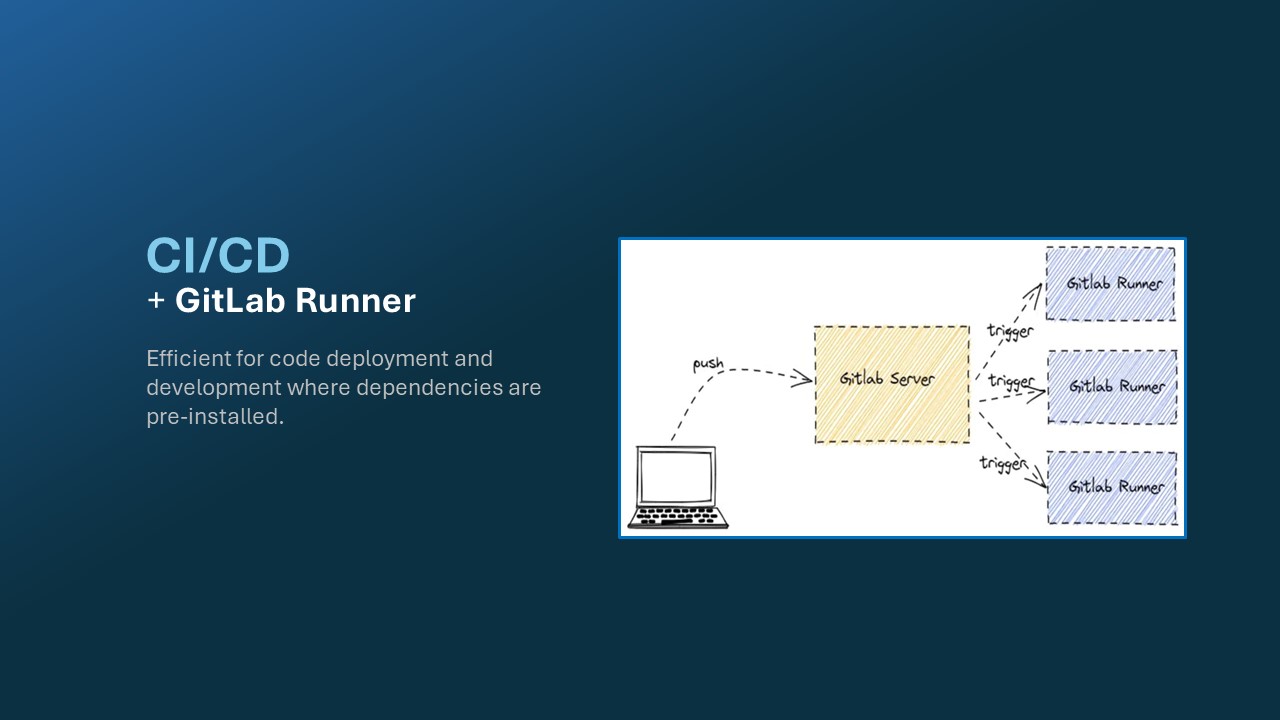 CI/CD
+ GitLab Runner
Efficient for code deployment and
development where dependencies are
pre-installed.
push
Gitlab Server
trigger
Gitlab Runner
trigger
Gitlab Runner
trigger
Gitlab Runner